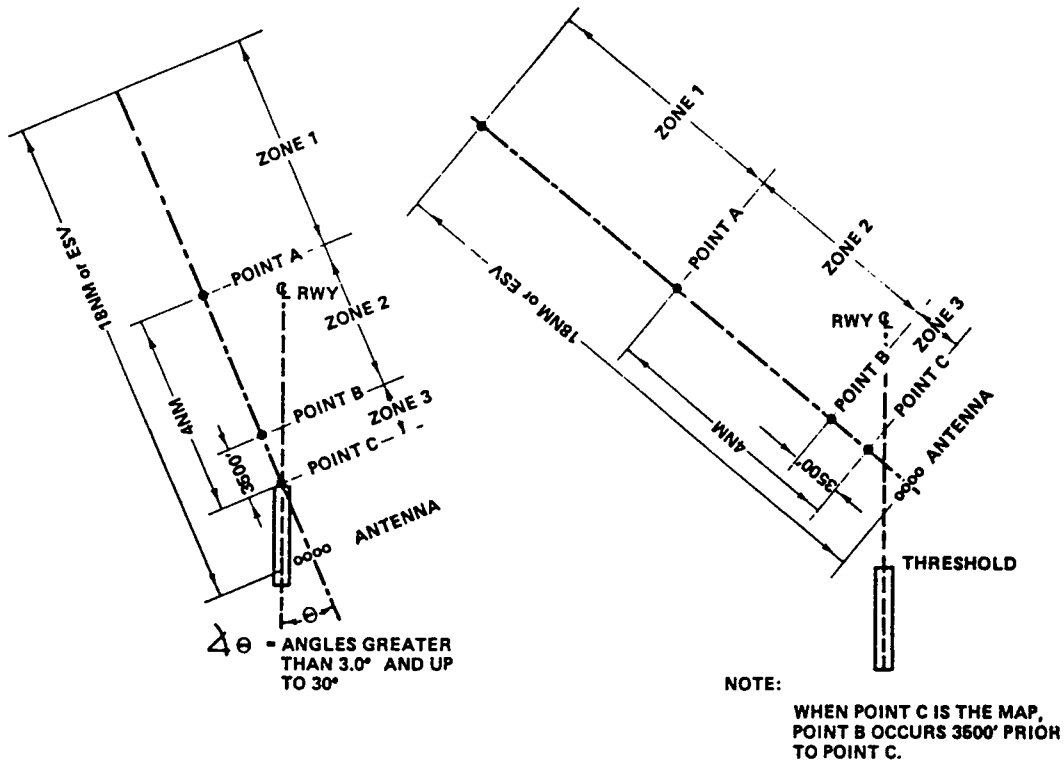 ZONE 1
18NM or ESV
POINT A
℄ RWY
ZONE 2
4NM
POINT B
ZONE 3
3500'
POINT C
ANTENNA
Θ
∠Θ = ANGLES GREATER
THAN 3.0° AND UP
TO 30°
ZONE 1
POINT A
ZONE 2
18NM or ESV
RWY ℄
ZONE 3
POINT B
POINT C
4NM
3500'
ANTENNA
THRESHOLD
NOTE:
WHEN POINT C IS THE MAP,
POINT B OCCURS 3500' PRIOR
TO POINT C.